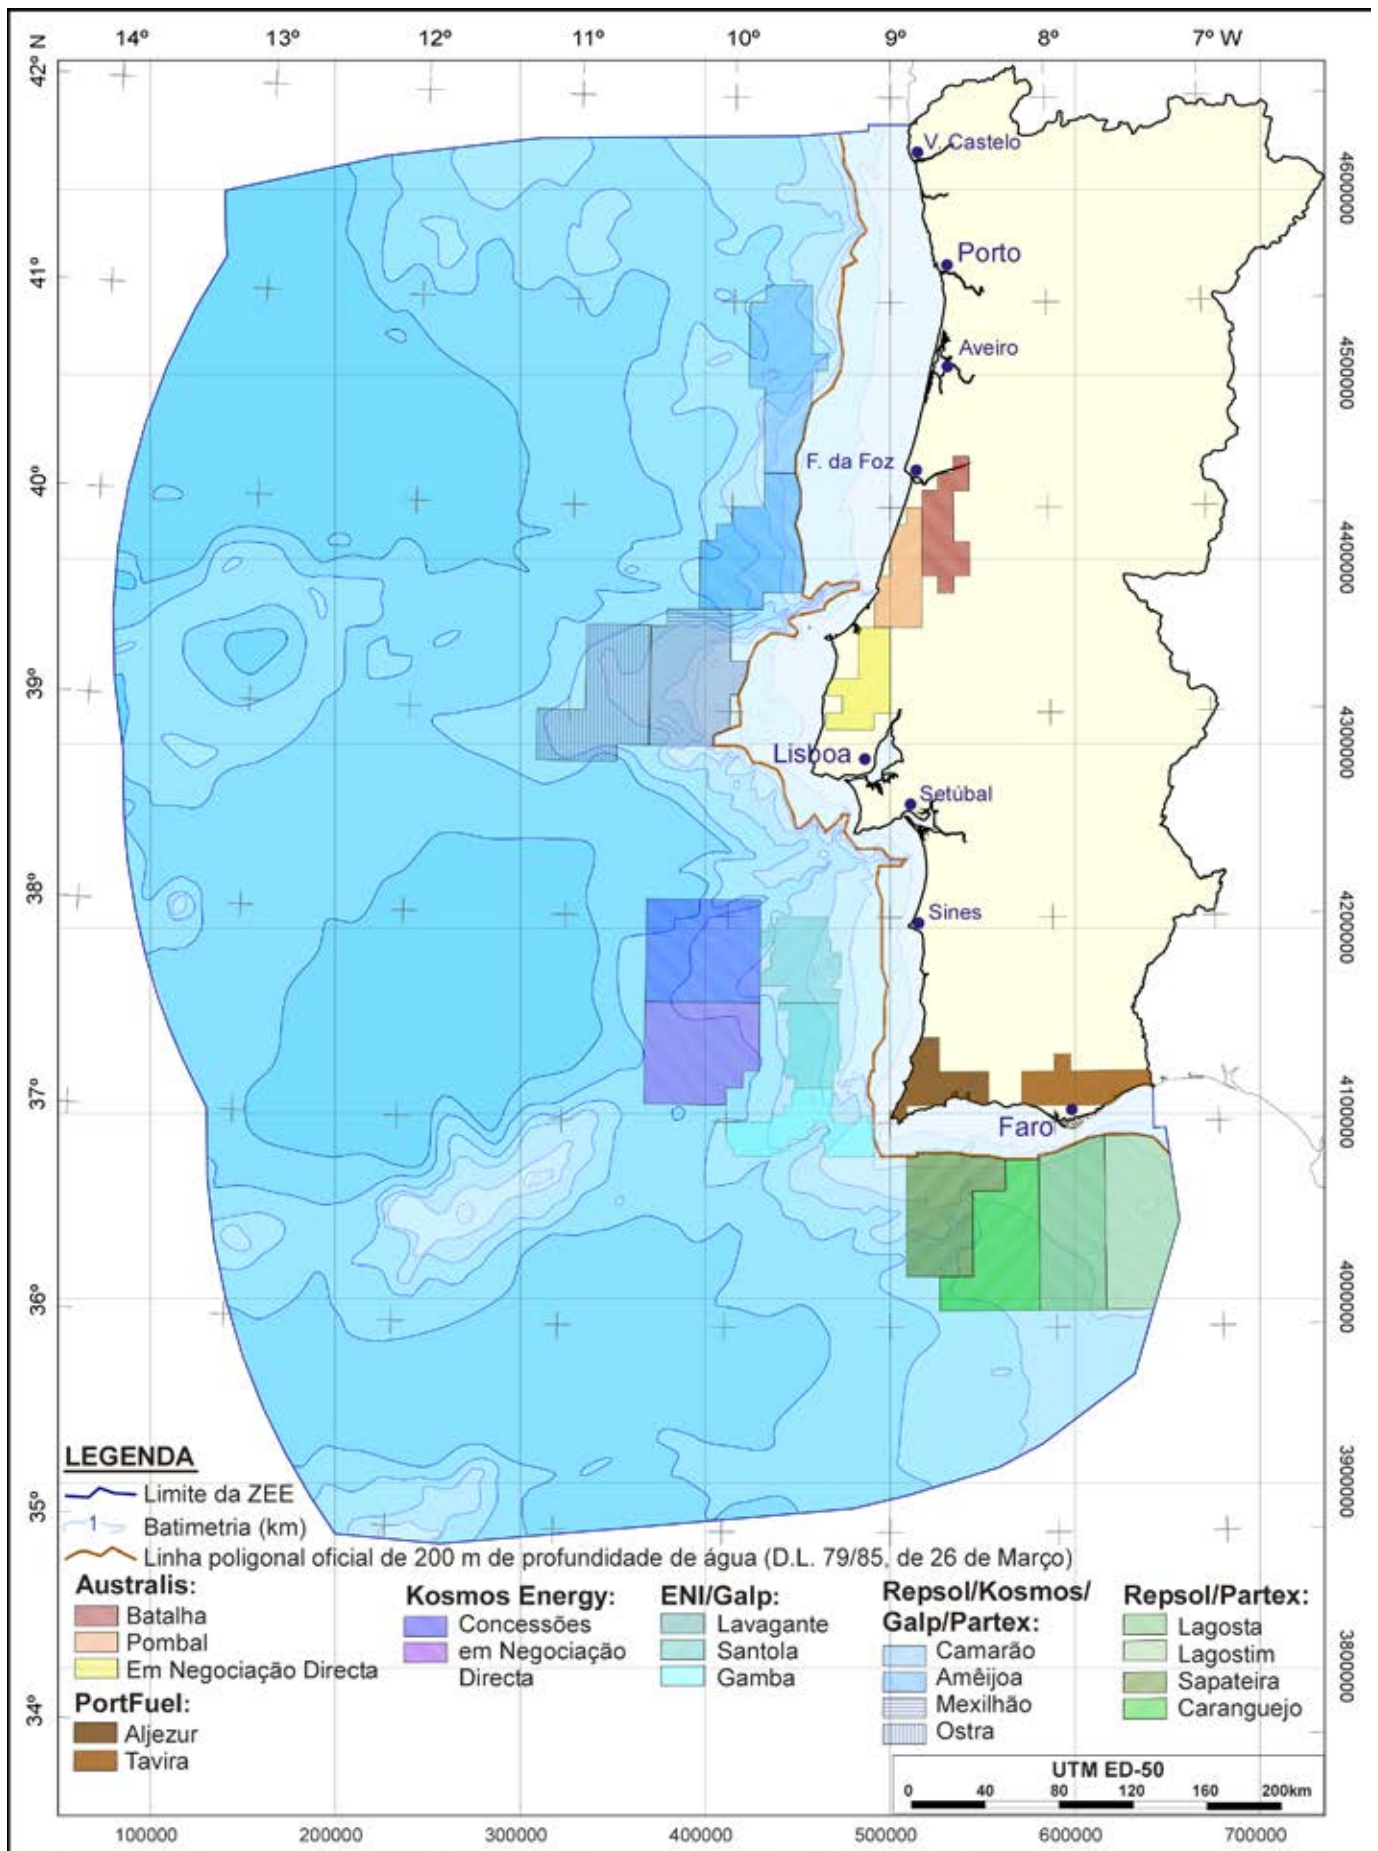 14º 13º 12º 11º 10º 9º 8º 7º W
42º N
41º
40º
39º
38º
37º
36º
35º
34º
4600000
4500000
4400000
4300000
4200000
4100000
4000000
3900000
3800000
V. Castelo
Porto
Aveiro
F. da Foz
Lisboa
Setúbal
Sines
Faro
LEGENDA
Limite da ZEE
1 Batimetria (km)
Linha poligonal oficial de 200 m de profundidade de água (D.L. 79/85, de 26 de Março)
Australis:
Batalha
Pombal
Em Negociação Directa
PortFuel:
Aljezur
Tavira
Kosmos Energy:
Concessões
em Negociação
Directa
ENI/Galp:
Lavagante
Santola
Gamba
Repsol/Kosmos/
Galp/Partex:
Camarão
Amêijoa
Mexilhão
Ostra
Repsol/Partex:
Lagosta
Lagostim
Sapateira
Caranguejo
UTM ED-50
0 40 80 120 160 200km
100000 200000 300000 400000 500000 600000 700000